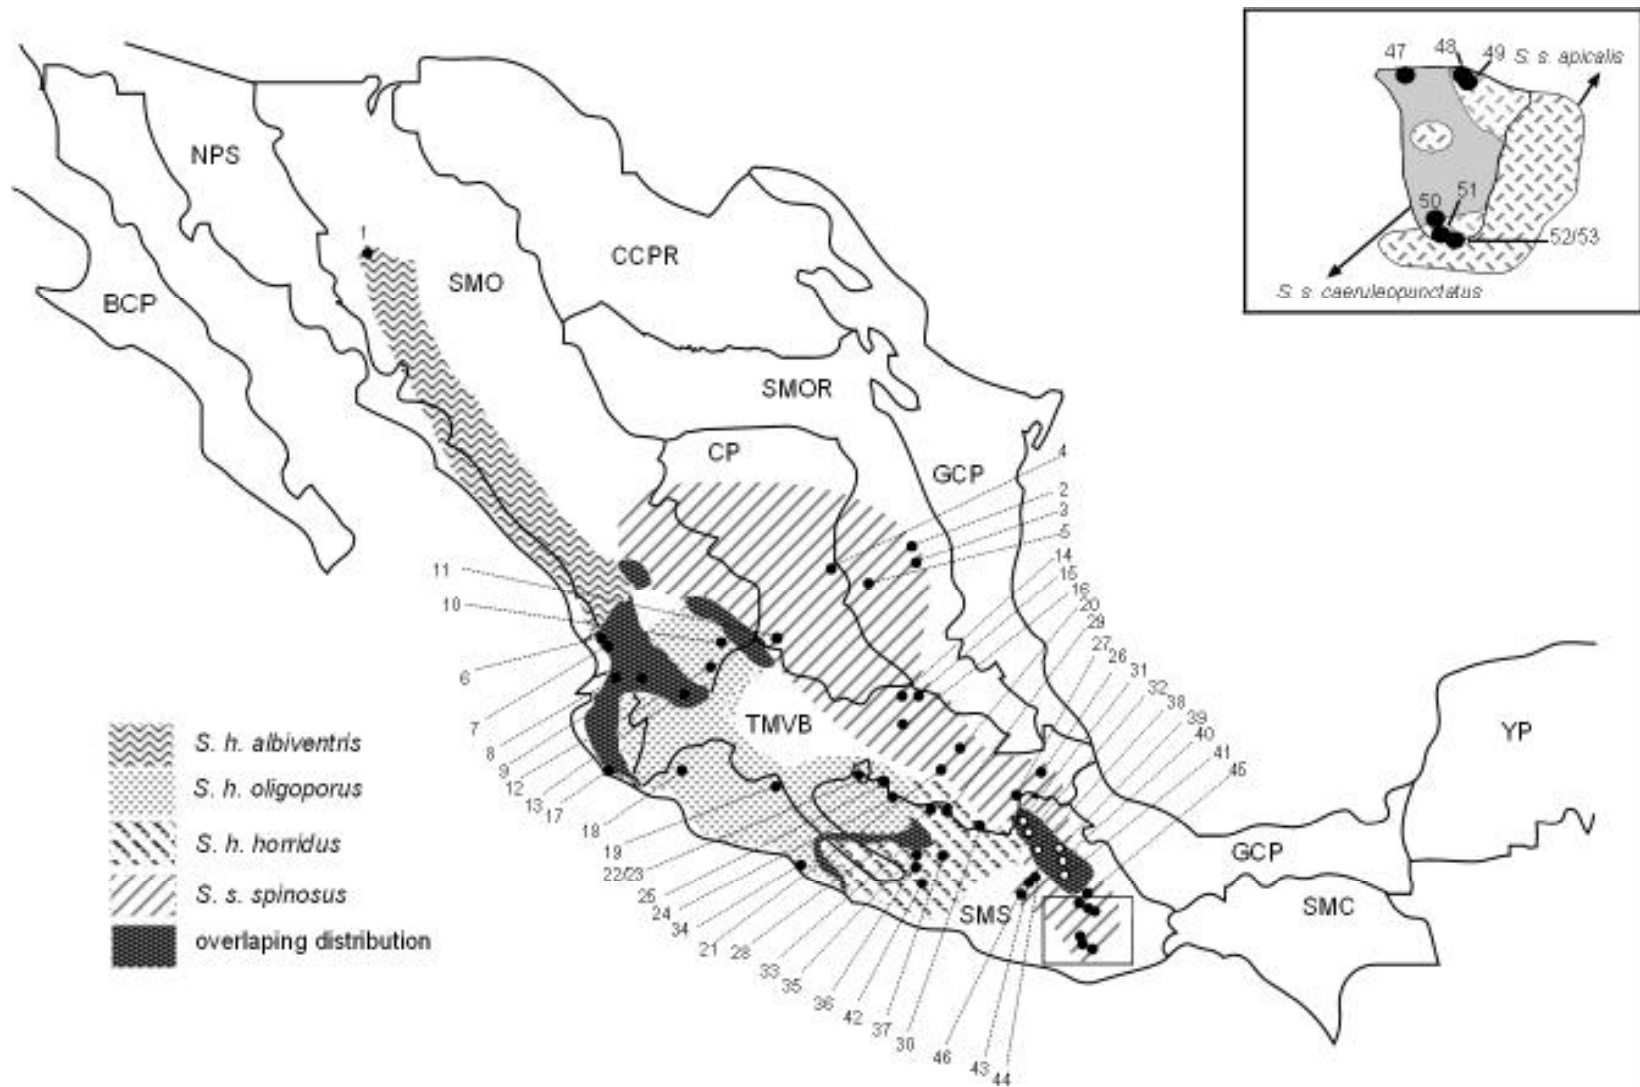 47
48
49
S. s. apicalis
50
51
52/53
S. s. caeruleopunctatus
NPS
1
SMO
CCPR
BCP
SMOR
CP
GCP
4
2
3
5
14
15
16
20
29
27
26
31
32
38
39
40
41
45
11
10
6
7
8
9
12
13
17
18
19
22/23
25
24
34
21
28
33
35
36
42
37
30
46
43
44
TMVB
SMS
YP
GCP
SMC
S. h. albiventris
S. h. oligoporus
S. h. horridus
S. s. spinosus
overlaping distribution